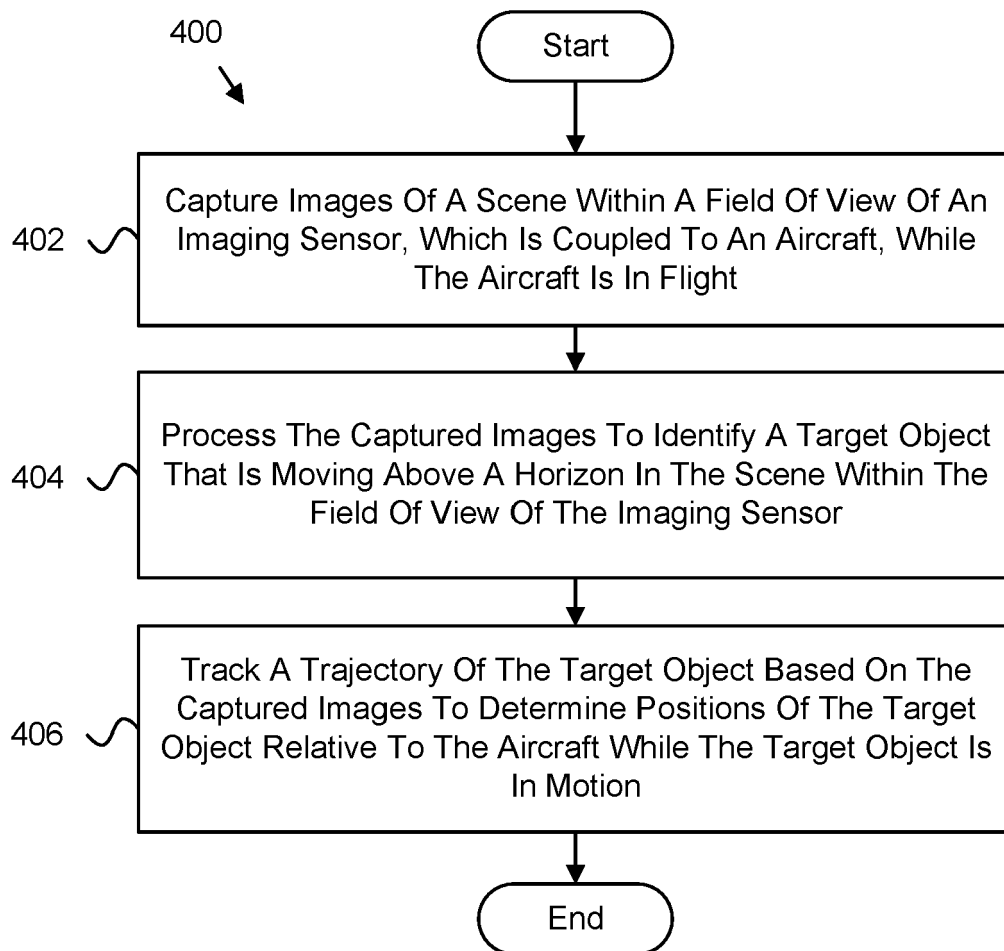 400
Start
402
Capture Images Of A Scene Within A Field Of View Of An
Imaging Sensor, Which Is Coupled To An Aircraft, While
The Aircraft Is In Flight
404
Process The Captured Images To Identify A Target Object
That Is Moving Above A Horizon In The Scene Within The
Field Of View Of The Imaging Sensor
406
Track A Trajectory Of The Target Object Based On The
Captured Images To Determine Positions Of The Target
Object Relative To The Aircraft While The Target Object Is
In Motion
End